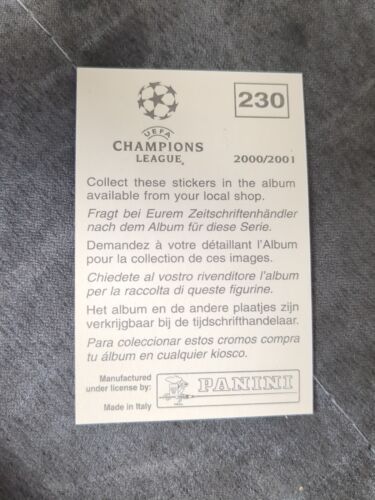 230
UEFA
CHAMPIONS
LEAGUE®
2000/2001
Collect these stickers in the album
available from your local shop.
Fragt bei Eurem Zeitschriftenhändler
nach dem Album für diese Serie.
Demandez à votre détaillant l'Album
pour la collection de ces images.
Chiedete al vostro rivenditore l'album
per la raccolta di queste figurine.
Het album en de andere plaatjes zijn
verkrijgbaar bij de tijdschrifthandelaar.
Para coleccionar estos cromos compra
tu álbum en cualquier kiosco.
Manufactured
under license by:
PANINI
Made in Italy